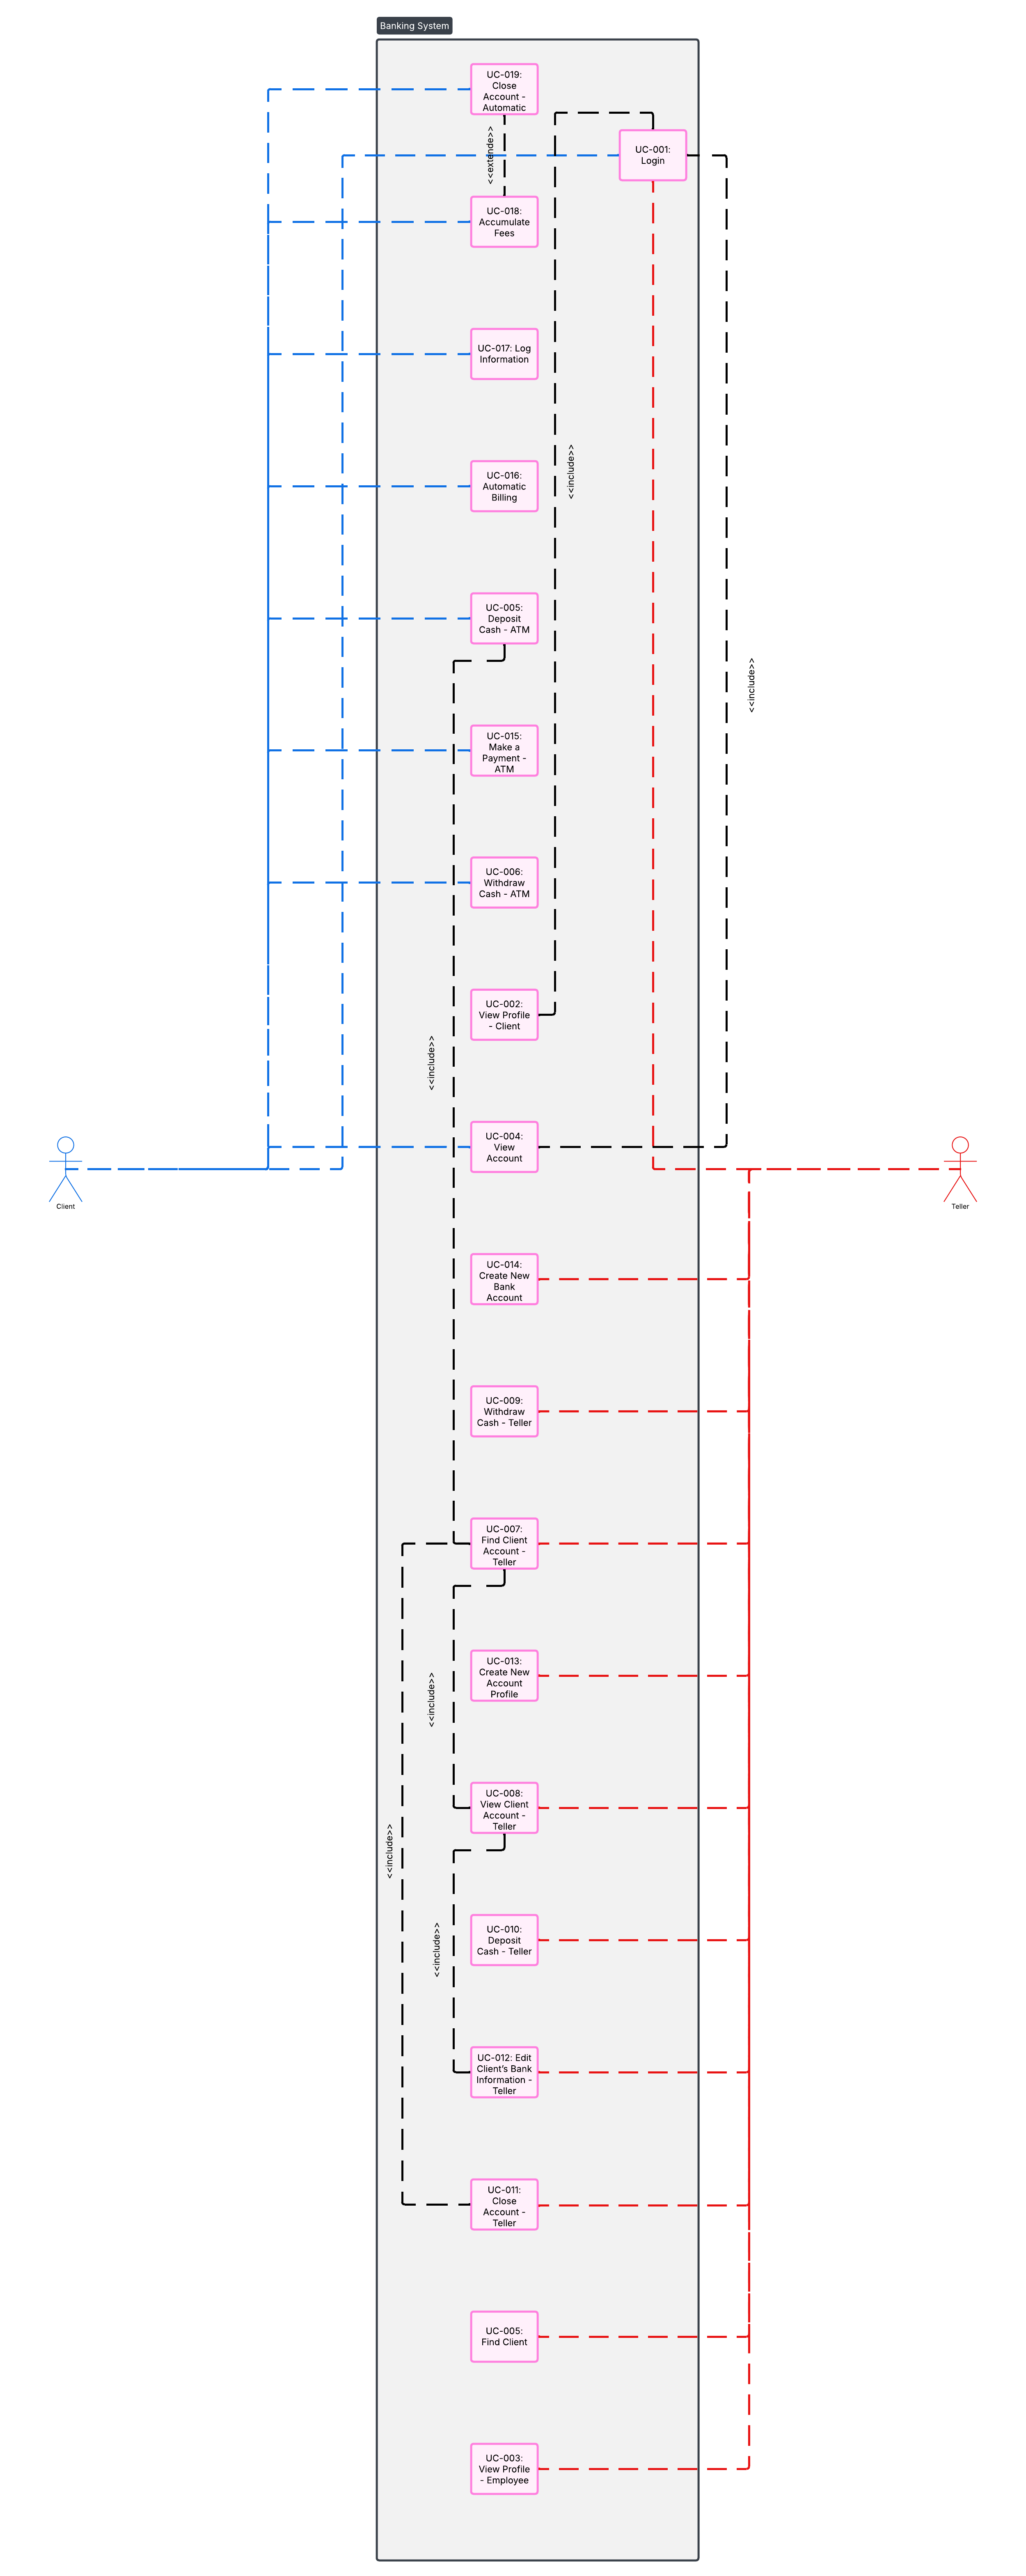 Banking System
UC-019:
Close
Account -
Automatic
<<extende>>
UC-001:
Login
UC-018:
Accumulate
Fees
UC-017: Log
Information
<<include>>
UC-016:
Automatic
Billing
UC-005:
Deposit
Cash - ATM
<<include>>
UC-015:
Make a
Payment -
ATM
UC-006:
Withdraw
Cash - ATM
UC-002:
View Profile
- Client
<<include>>
UC-004:
View
Account
Client
Teller
UC-014:
Create New
Bank
Account
UC-009:
Withdraw
Cash - Teller
UC-007:
Find Client
Account -
Teller
UC-013:
Create New
Account
Profile
<<include>>
UC-008:
View Client
Account -
Teller
<<include>>
UC-010:
Deposit
Cash - Teller
<<include>>
UC-012: Edit
Client's Bank
Information -
Teller
UC-011:
Close
Account -
Teller
UC-005:
Find Client
UC-003:
View Profile
- Employee